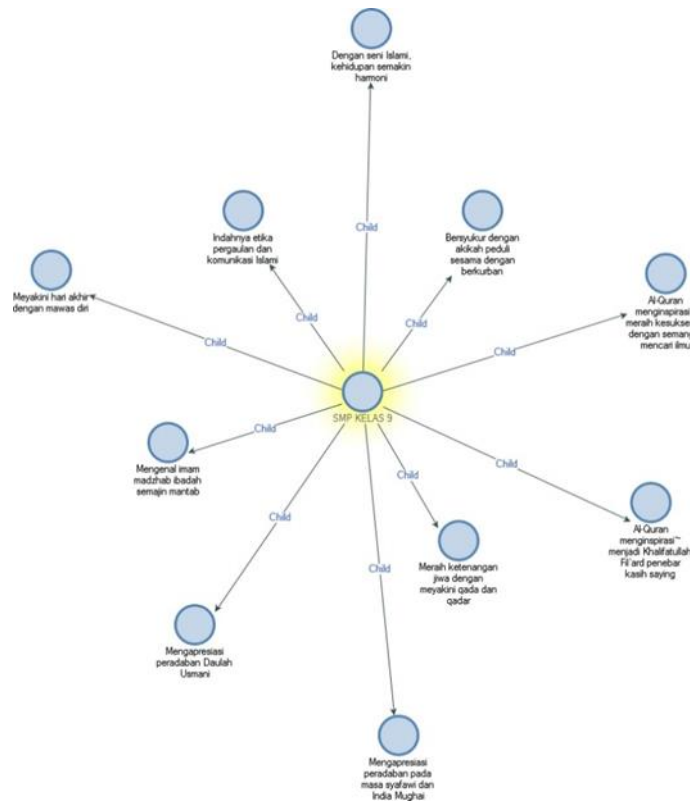 Dengan seni Islami,
kehidupan semakin
harmoni
Child
Indahnya etika
pergaulan dan
komunikasi Islami
Child
Bersyukur dengan
akikah peduli
sesama dengan
berkurban
Child
Meyakini hari akhir
dengan mawas diri
Child
Al-Quran
menginspirasi
meraih kesukse
dengan semang
mencari ilmu
Child
SMP KELAS 9
Mengenal imam
madzhab ibadah
semajin mantab
Child
Al-Quran
menginspirasi~
menjadi Khalifatullah
Fil'ard penebar
kasih saying
Child
Meraih ketenangan
jiwa dengan
meyakini qada dan
qadar
Child
Mengapresiasi
peradaban Daulah
Usmani
Child
Mengapresiasi
peradaban pada
masa syafawi dan
India Mughai
Child